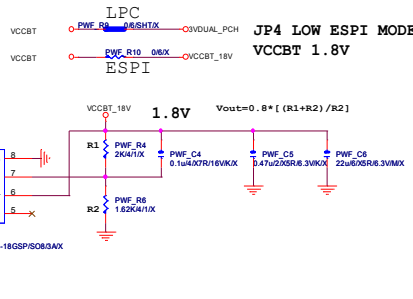 LPC
VCCBT PWF_R9 0/6/SHT/X 3VDUAL_PCH JP4 LOW ESPI MODE
VCCBT PWF_R10 0/6/X VCCBT_18V VCCBT 1.8V
ESPI
VCCBT_18V 1.8V Vout=0.8*[(R1+R2)/R2]
R1 PWF_R4
2K/4/1/X
PWF_C4
0.1u/4/X7R/16V/K/X
PWF_C5
0.47u/2/X5R/6.3V/K/X
PWF_C6
22u/6/X5R/6.3V/M/X
8
7
6
5
R2 PWF_R6
1.62K/4/1/X
-18GSP/SO8/3A/X